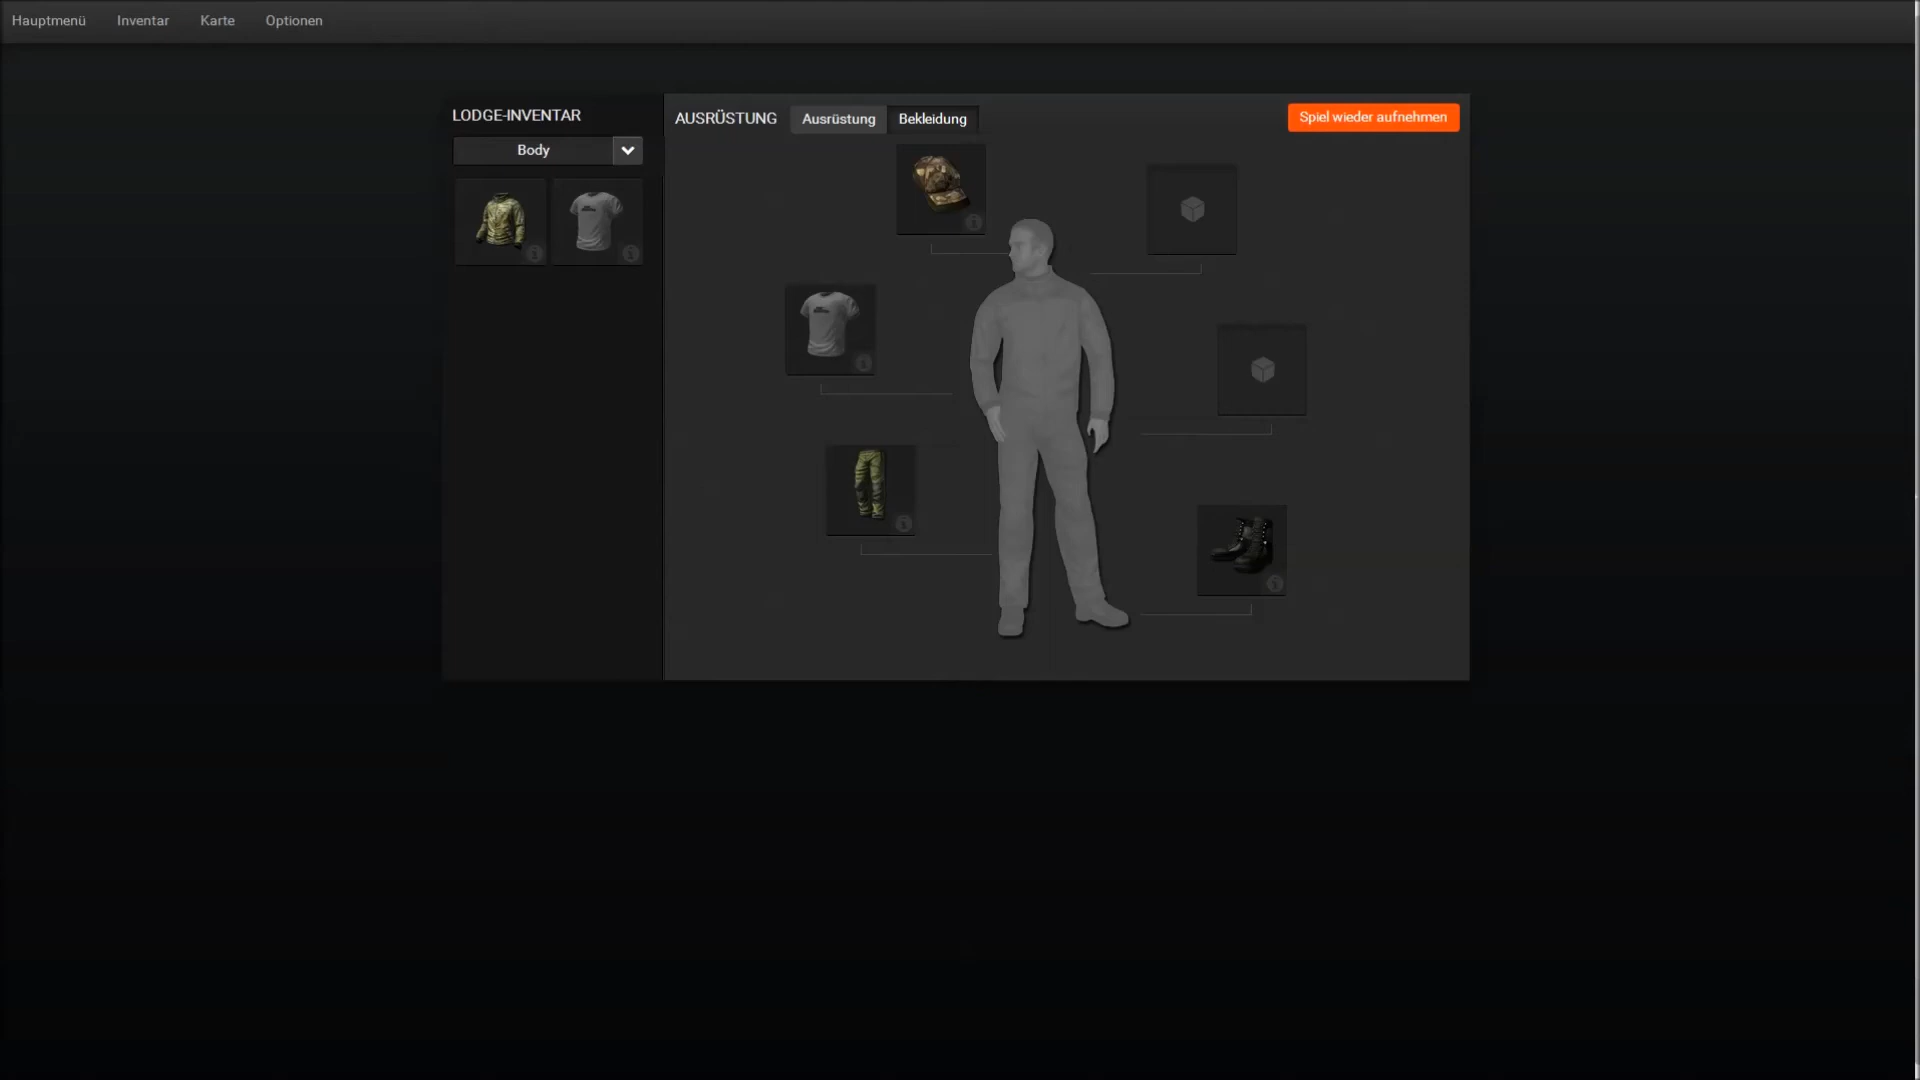 Hauptmenü Inventar Karte Optionen
LODGE-INVENTAR
Body
AUSRÜSTUNG Ausrüstung Bekleidung
Spiel wieder aufnehmen